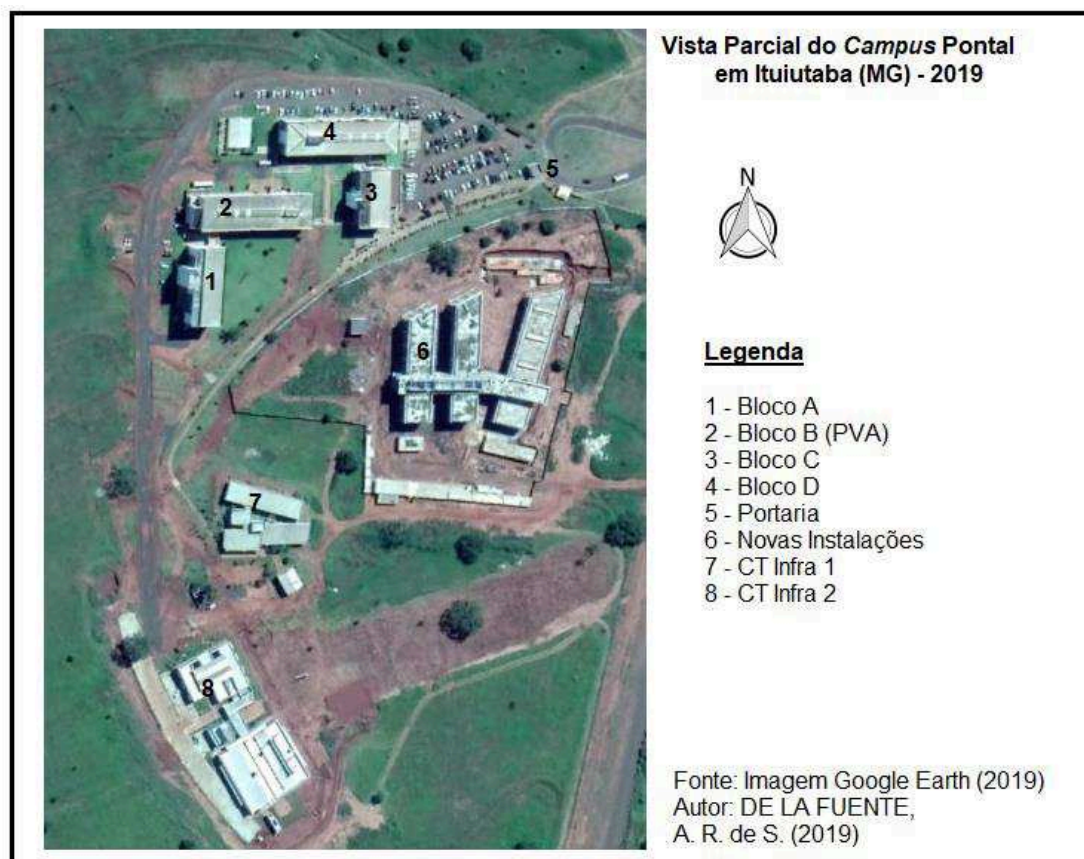 Vista Parcial do Campus Pontal
em Ituiutaba (MG) - 2019
N
Legenda
1 - Bloco A
2 - Bloco B (PVA)
3 - Bloco C
4 - Bloco D
5 - Portaria
6 - Novas Instalações
7 - CT Infra 1
8 - CT Infra 2
4
5
3
2
1
6
7
8
Fonte: Imagem Google Earth (2019)
Autor: DE LA FUENTE,
A. R. de S. (2019)